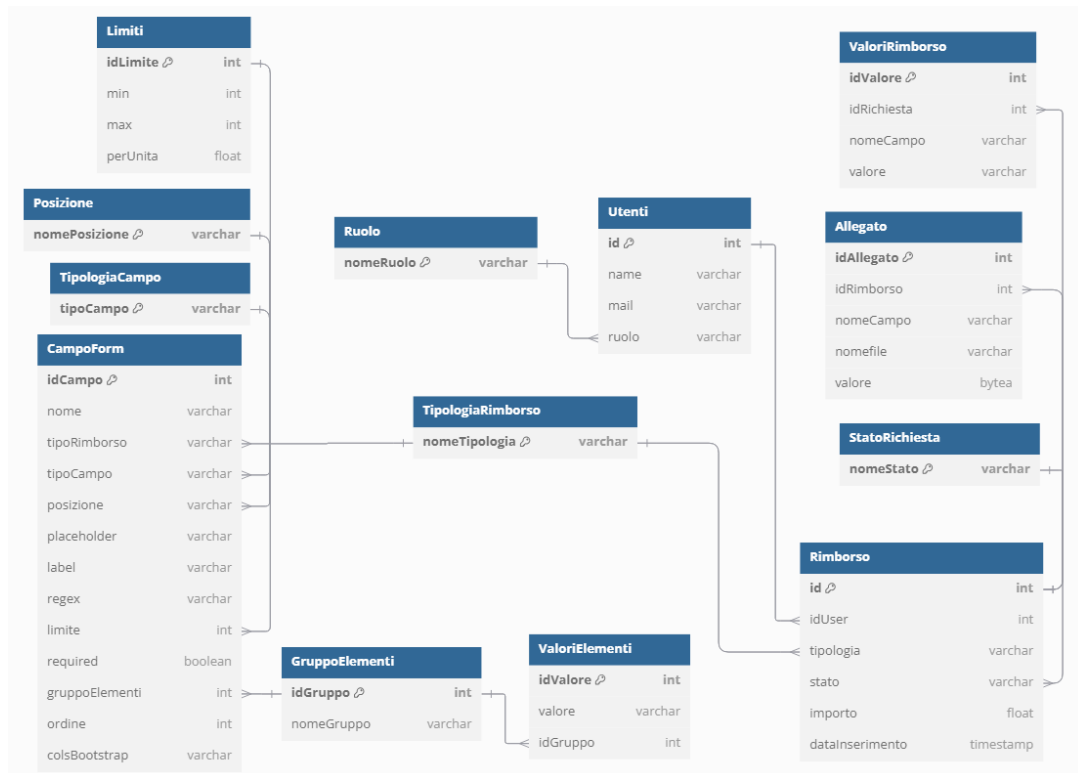 Limiti
idLimite int
min int
max int
perUnita float
Posizione
nomePosizione varchar
TipologiaCampo
tipoCampo varchar
CampoForm
idCampo int
nome varchar
tipoRimborso varchar
tipoCampo varchar
posizione varchar
placeholder varchar
label varchar
regex varchar
limite int
required boolean
gruppoElementi int
ordine int
colsBootstrap varchar
Ruolo
nomeRuolo varchar
Utenti
id int
name varchar
mail varchar
ruolo varchar
TipologiaRimborso
nomeTipologia varchar
GruppoElementi
idGruppo int
nomeGruppo varchar
ValoriElementi
idValore int
valore varchar
idGruppo int
ValoriRimborso
idValore int
idRichiesta int
nomeCampo varchar
valore varchar
Allegato
idAllegato int
idRimborso int
nomeCampo varchar
nomefile varchar
valore bytea
StatoRichiesta
nomeStato varchar
Rimborso
id int
idUser int
tipologia varchar
stato varchar
importo float
dataInserimento timestamp